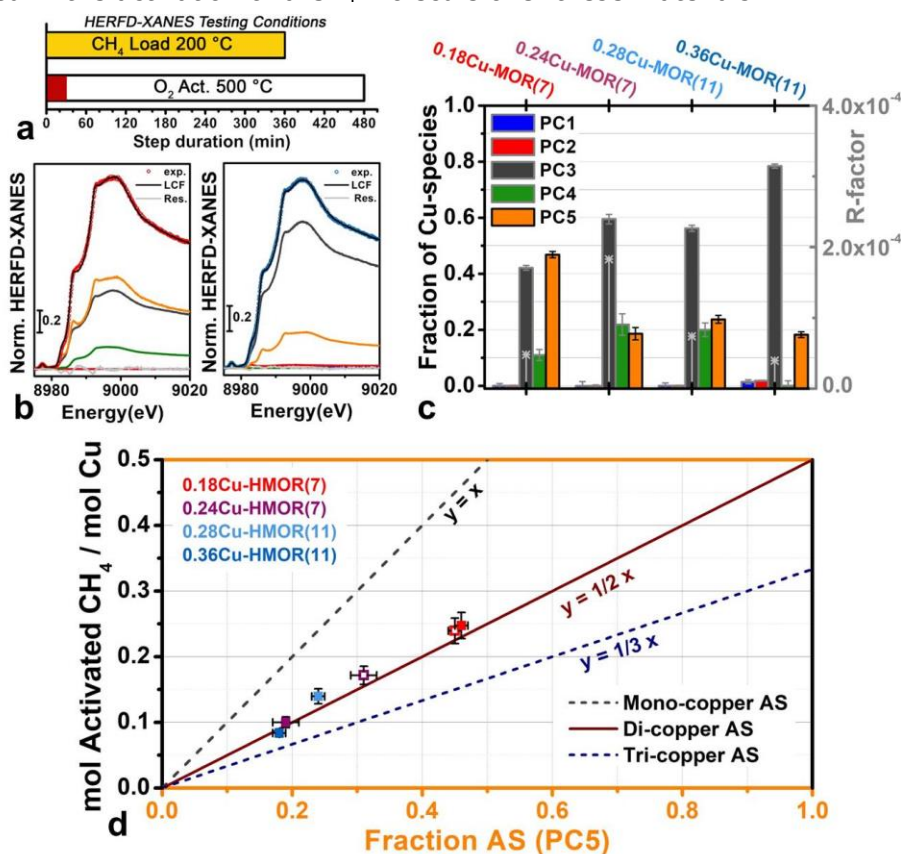 HERFD-XANES Testing Conditions
CH4 Load 200 °C
O2 Act. 500 °C
0 60 120 180 240 300 360 420 480
Step duration (min)
a
Norm. HERFD-XANES
exp.
LCF
Res.
0.2
8980 9000 9020
Energy(eV)
b
Norm. HERFD-XANES
exp.
LCF
Res.
0.2
8980 9000 9020
Energy(eV)
0.18Cu-MOR(7)
0.24Cu-MOR(7)
0.28Cu-MOR(11)
0.36Cu-MOR(11)
Fraction of Cu-species
1.0
0.8
0.6
0.4
0.2
0.0
PC1
PC2
PC3
PC4
PC5
4.0x10-4
2.0x10-4
0.0
R-factor
c
mol Activated CH4 / mol Cu
0.5
0.4
0.3
0.2
0.1
0.0
0.18Cu-HMOR(7)
0.24Cu-HMOR(7)
0.28Cu-HMOR(11)
0.36Cu-HMOR(11)
y = x
y = 1/2 x
y = 1/3 x
Mono-copper AS
Di-copper AS
Tri-copper AS
0.0 0.2 0.4 0.6 0.8 1.0
d
Fraction AS (PC5)